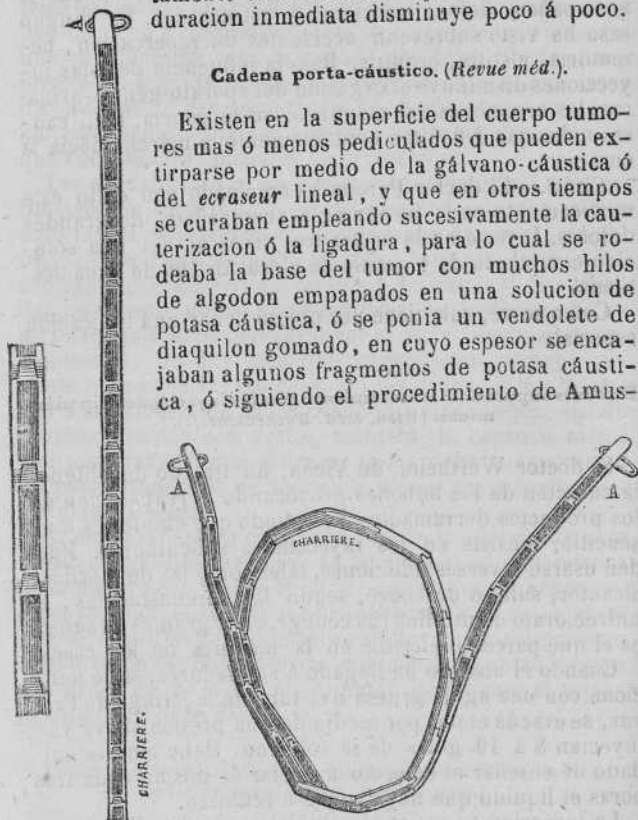 duracion inmediata disminuye poco á poco.
Cadena porta-cáustico. (Revue méd.).
Existen en la superficie del cuerpo tumo-
res mas ó menos pediculados que pueden ex-
tirparse por medio de la gálvano-cáustica ó
del ecraseur lineal, y que en otros tiempos
se curaban empleando sucesivamente la cau-
terizacion ó la ligadura, para lo cual se ro-
deaba la base del tumor con muchos hilos
de algodon empapados en una solucion de
potasa cáustica, ó se ponia un vendolete de
diaquilon gomado, en cuyo espesor se enca-
jaban algunos fragmentos de potasa cáusti-
ca, ó siguiendo el procedimiento de Amus-
A
A
A
CHARRIERE.
CHARRIERE.